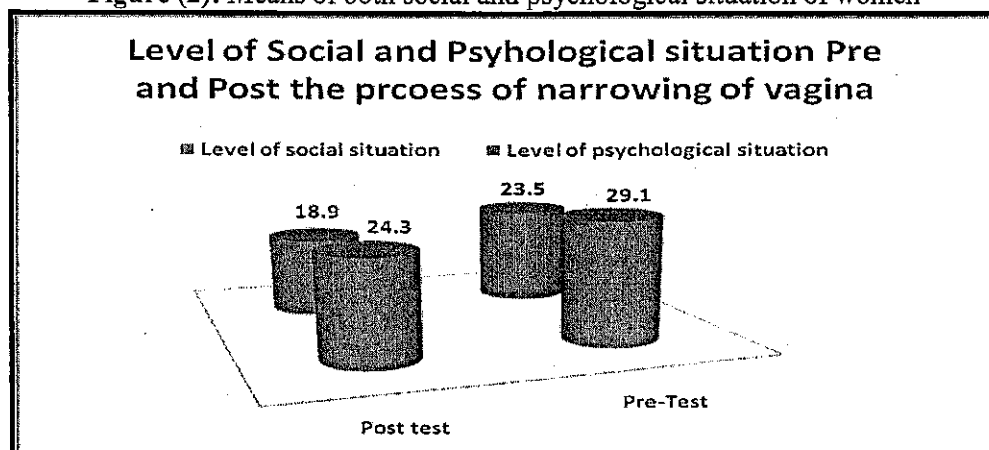 Figure (2): Means of both social and psychological situation of women
Level of Social and Psyhological situation Pre
and Post the prcoess of narrowing of vagina
Level of social situation Level of psychological situation
18.9 24.3 23.5 29.1
Post test Pre-Test